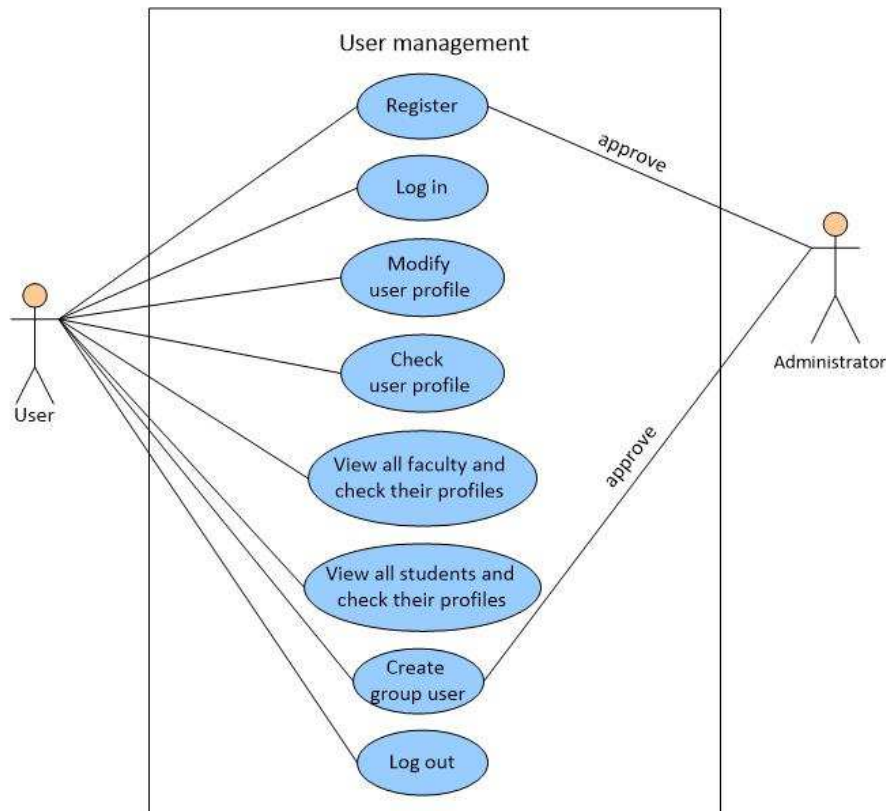 User management
Register
approve
Log in
Modify
user profile
Check
user profile
Administrator
User
approve
View all faculty and
check their profiles
View all students and
check their profiles
Create
group user
Log out